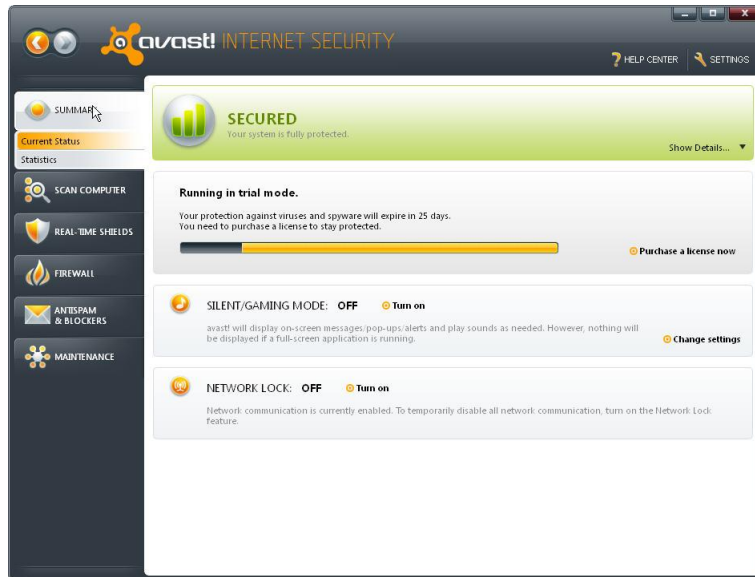 avast! INTERNET SECURITY
HELP CENTER
SETTINGS
SUMMARY
Current Status
Statistics
SCAN COMPUTER
REAL-TIME SHIELDS
FIREWALL
ANTISPAM
& BLOCKERS
MAINTENANCE
SECURED
Your system is fully protected.
Show Details...
Running in trial mode.
Your protection against viruses and spyware will expire in 25 days.
You need to purchase a license to stay protected.
Purchase a license now
SILENT/GAMING MODE: OFF Turn on
avast! will display on-screen messages/pop-ups/alerts and play sounds as needed. However, nothing will
be displayed if a full-screen application is running.
Change settings
NETWORK LOCK: OFF Turn on
Network communication is currently enabled. To temporarily disable all network communication, turn on the Network Lock
feature.